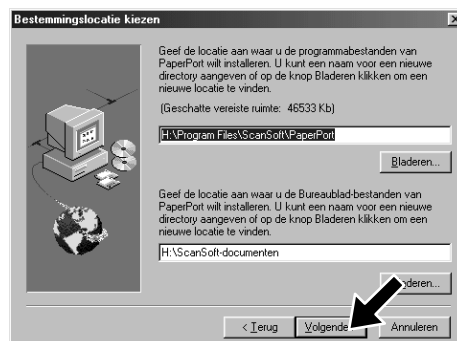 Bestemmingslocatie kiezen
Geef de locatie aan waar u de programmabestanden van
PaperPort wilt installeren. U kunt een naam voor een nieuwe
directory aangeven of op de knop Bladeren klikken om een
nieuwe locatie te vinden.
(Geschatte vereiste ruimte: 46533 Kb)
H:\Program Files\ScanSoft\PaperPort
Bladeren...
Geef de locatie aan waar u de Bureaublad-bestanden van
PaperPort wilt installeren. U kunt een naam voor een nieuwe
directory aangeven of op de knop Bladeren klikken om een
nieuwe locatie te vinden.
H:\ScanSoft-documenten
< Terug
Volgende
Annuleren